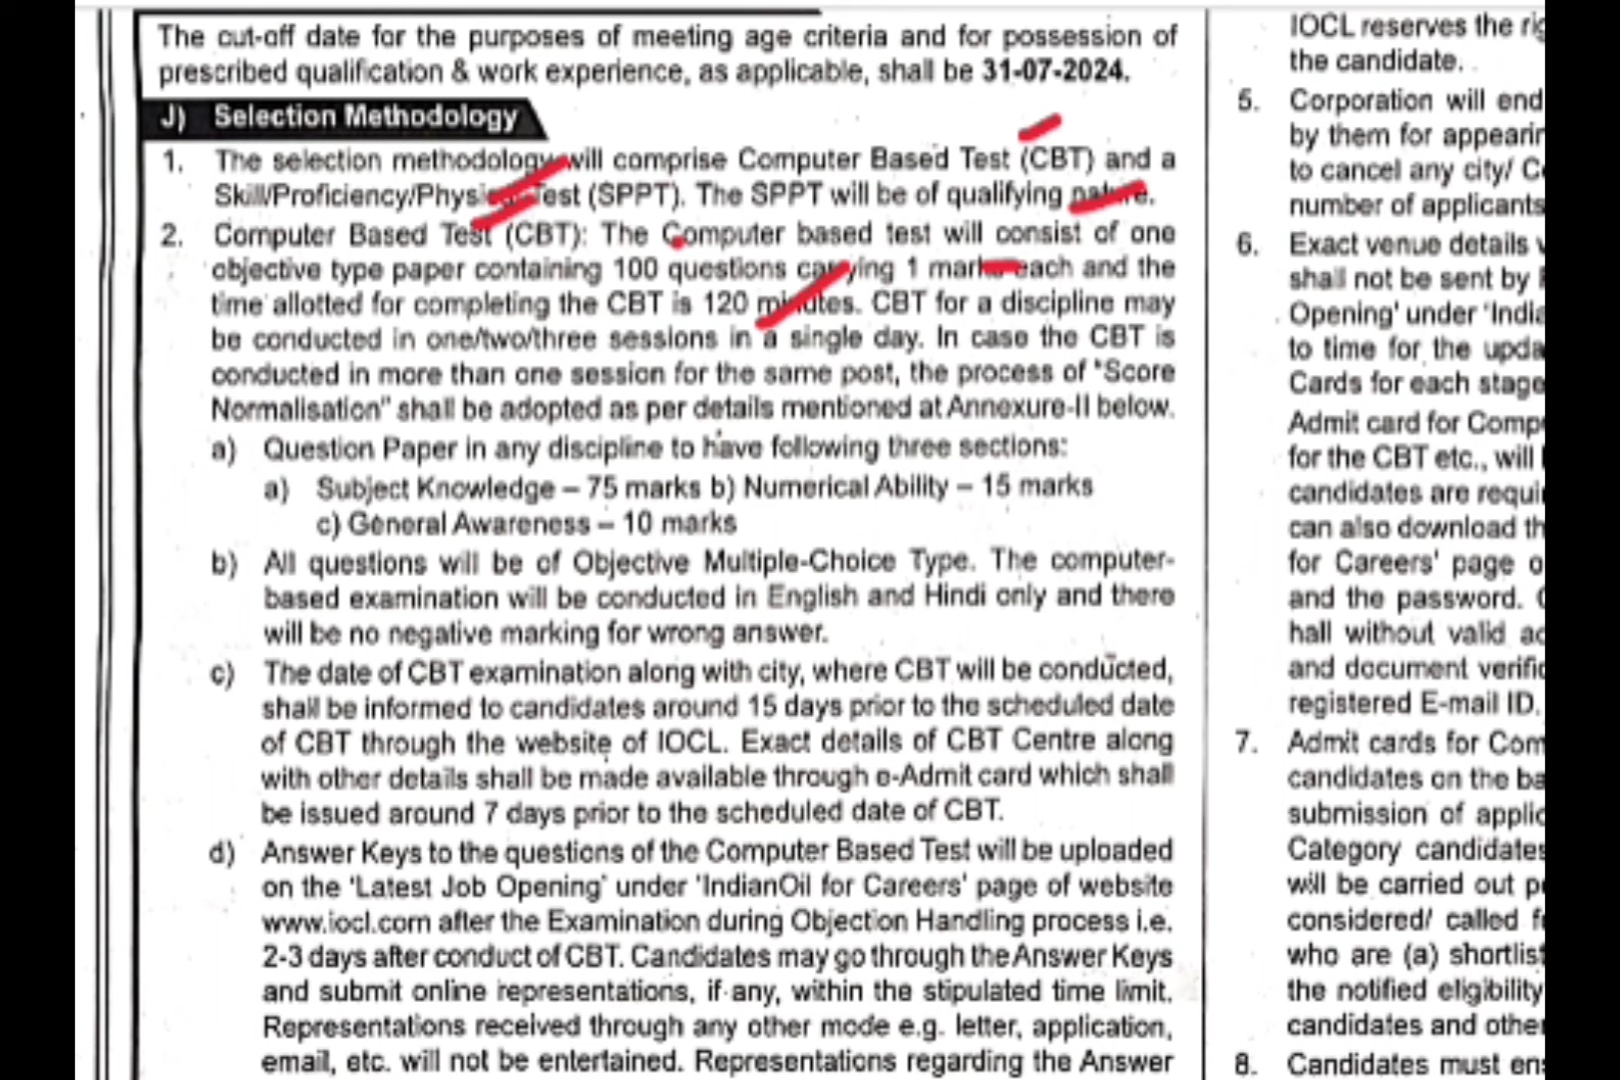 The cut-off date for the purposes of meeting age criteria and for possession of
prescribed qualification & work experience, as applicable, shall be 31-07-2024.
J) Selection Methodology
1. The selection methodology will comprise Computer Based Test (CBT) and a
Skill/Proficiency/Physical Test (SPPT). The SPPT will be of qualifying nature.
2. Computer Based Test (CBT): The Computer based test will consist of one
objective type paper containing 100 questions carrying 1 mark each and the
time allotted for completing the CBT is 120 minutes. CBT for a discipline may
be conducted in one/two/three sessions in a single day. In case the CBT is
conducted in more than one session for the same post, the process of "Score
Normalisation" shall be adopted as per details mentioned at Annexure-II below.
a) Question Paper in any discipline to have following three sections:
a) Subject Knowledge – 75 marks b) Numerical Ability – 15 marks
c) General Awareness – 10 marks
b) All questions will be of Objective Multiple-Choice Type. The computer-
based examination will be conducted in English and Hindi only and there
will be no negative marking for wrong answer.
c) The date of CBT examination along with city, where CBT will be conducted,
shall be informed to candidates around 15 days prior to the scheduled date
of CBT through the website of IOCL. Exact details of CBT Centre along
with other details shall be made available through e-Admit card which shall
be issued around 7 days prior to the scheduled date of CBT.
d) Answer Keys to the questions of the Computer Based Test will be uploaded
on the 'Latest Job Opening' under 'IndianOil for Careers' page of website
www.iocl.com after the Examination during Objection Handling process i.e.
2-3 days after conduct of CBT. Candidates may go through the Answer Keys
and submit online representations, if any, within the stipulated time limit.
Representations received through any other mode e.g. letter, application,
email, etc. will not be entertained. Representations regarding the Answer
IOCL reserves the
the candidate.
5. Corporation will
by them for
to cancel any city/
number of applicants
6. Exact venue details
shall not be sent by
Opening' under
to time for the
Cards for each stage
Admit card for
for the CBT etc., will
candidates are
can also download
for Careers' page
and the password.
hall without valid
and document
registered E-mail ID.
7. Admit cards for
candidates on the
submission of
Category candidates
will be carried out
considered/ called
who are (a)
the notified eligibility
candidates and
8. Candidates must